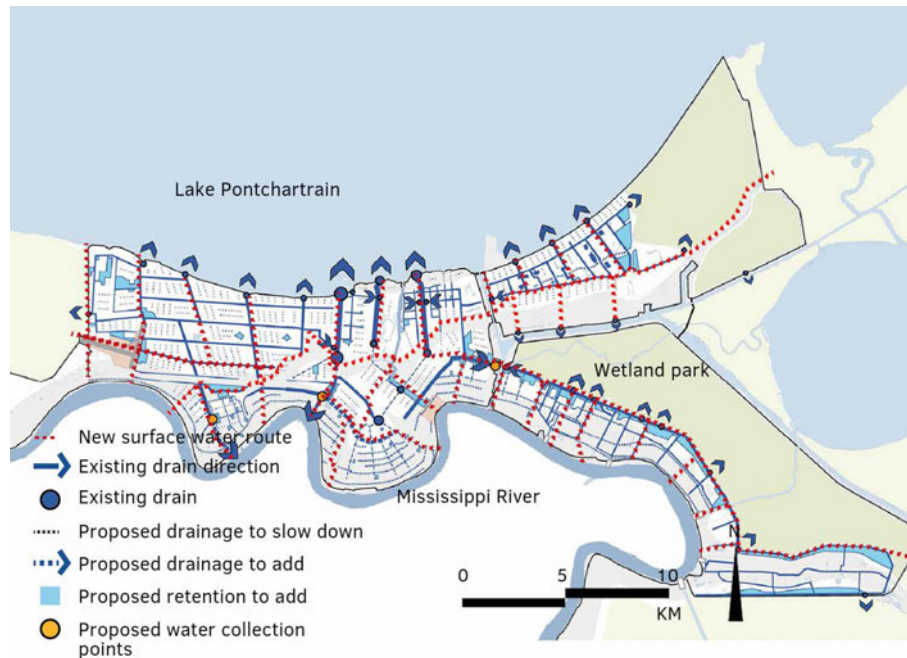 Lake Pontchartrain
Wetland park
New surface water route
Existing drain direction
Existing drain
Mississippi River
Proposed drainage to slow down
Proposed drainage to add
Proposed retention to add
Proposed water collection
points
N
0 5 10
KM